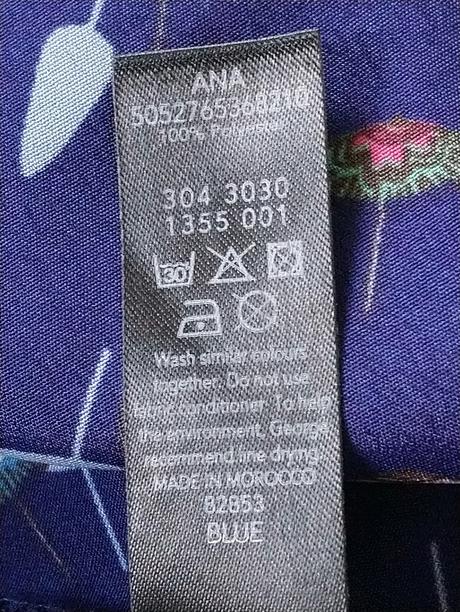 ANA
5052765368210
100% Polyester
304 3030
1355 001
30
Wash similar colours
together. Do not use
fabric conditioner. To help
the environment, George
recommend line drying.
MADE IN MOROCCO
82853
BLUE